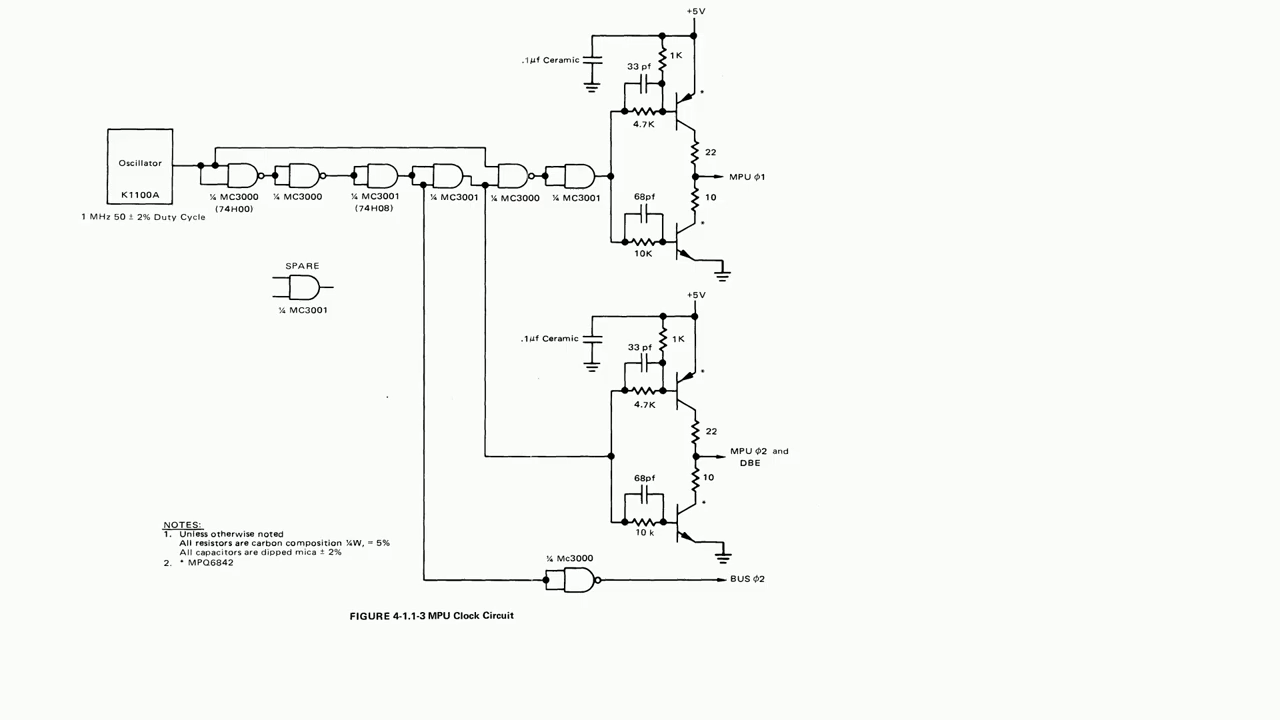 +5V
.1µf Ceramic
1K
33 pf
*
4.7K
Oscillator
K1100A
1 MHz 50 ± 2% Duty Cycle
¼ MC3000
(74H00)
¼ MC3000
¼ MC3001
(74H08)
¼ MC3001
¼ MC3000
¼ MC3001
22
MPU ϕ1
10
68pf
*
10K
SPARE
¼ MC3001
+5V
.1µf Ceramic
1K
33 pf
*
4.7K
22
MPU ϕ2 and
DBE
10
68pf
*
10 k
¼ Mc3000
BUS ϕ2
NOTES:
1. Unless otherwise noted
All resistors are carbon composition ¼W, = 5%
All capacitors are dipped mica ± 2%
2. * MPQ6842
FIGURE 4-1.1-3 MPU Clock Circuit